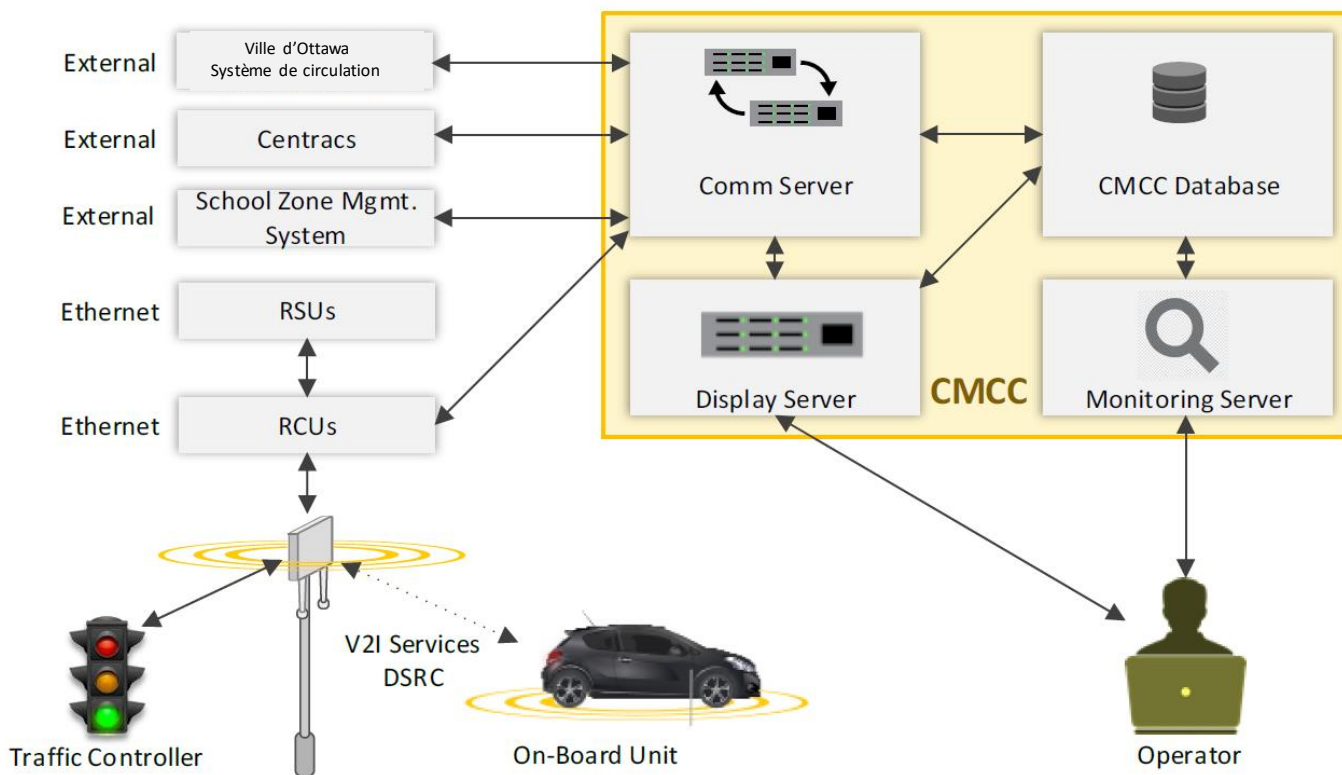 External
Ville d'Ottawa
Système de circulation
External
Centracs
External
School Zone Mgmt.
System
Ethernet
RSUs
Ethernet
RCUs
Comm Server
CMCC Database
Display Server
CMCC
Monitoring Server
V2I Services
DSRC
Traffic Controller
On-Board Unit
Operator